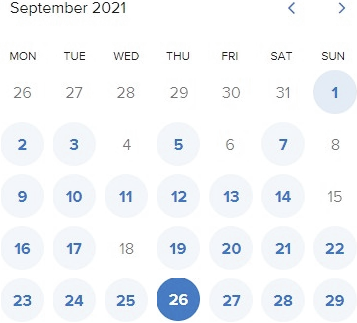 September 2021
MON TUE WED THU FRI SAT SUN
26 27 28 29 30 31 1
2 3 4 5 6 7 8
9 10 11 12 13 14 15
16 17 18 19 20 21 22
23 24 25 26 27 28 29